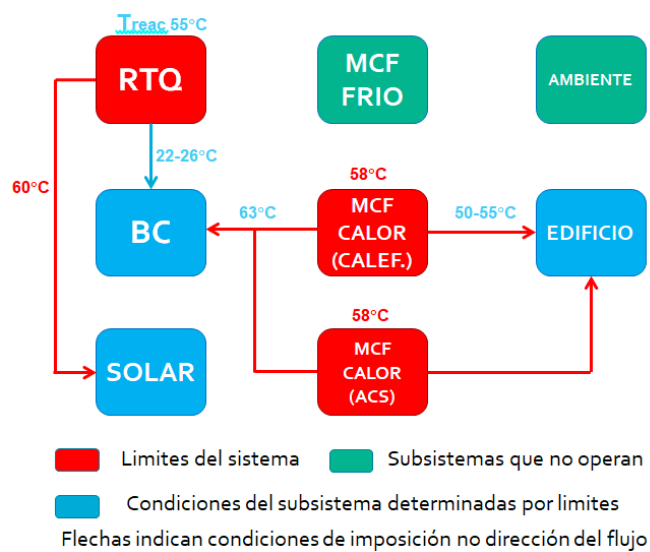 Treac 55°C
RTQ
MCF
FRIO
AMBIENTE
22-26°C
60°C
58°C
BC
63°C
MCF
CALOR
(CALEF.)
50-55°C
EDIFICIO
58°C
SOLAR
MCF
CALOR
(ACS)
Limites del sistema
Subsistemas que no operan
Condiciones del subsistema determinadas por limites
Flechas indican condiciones de imposición no dirección del flujo